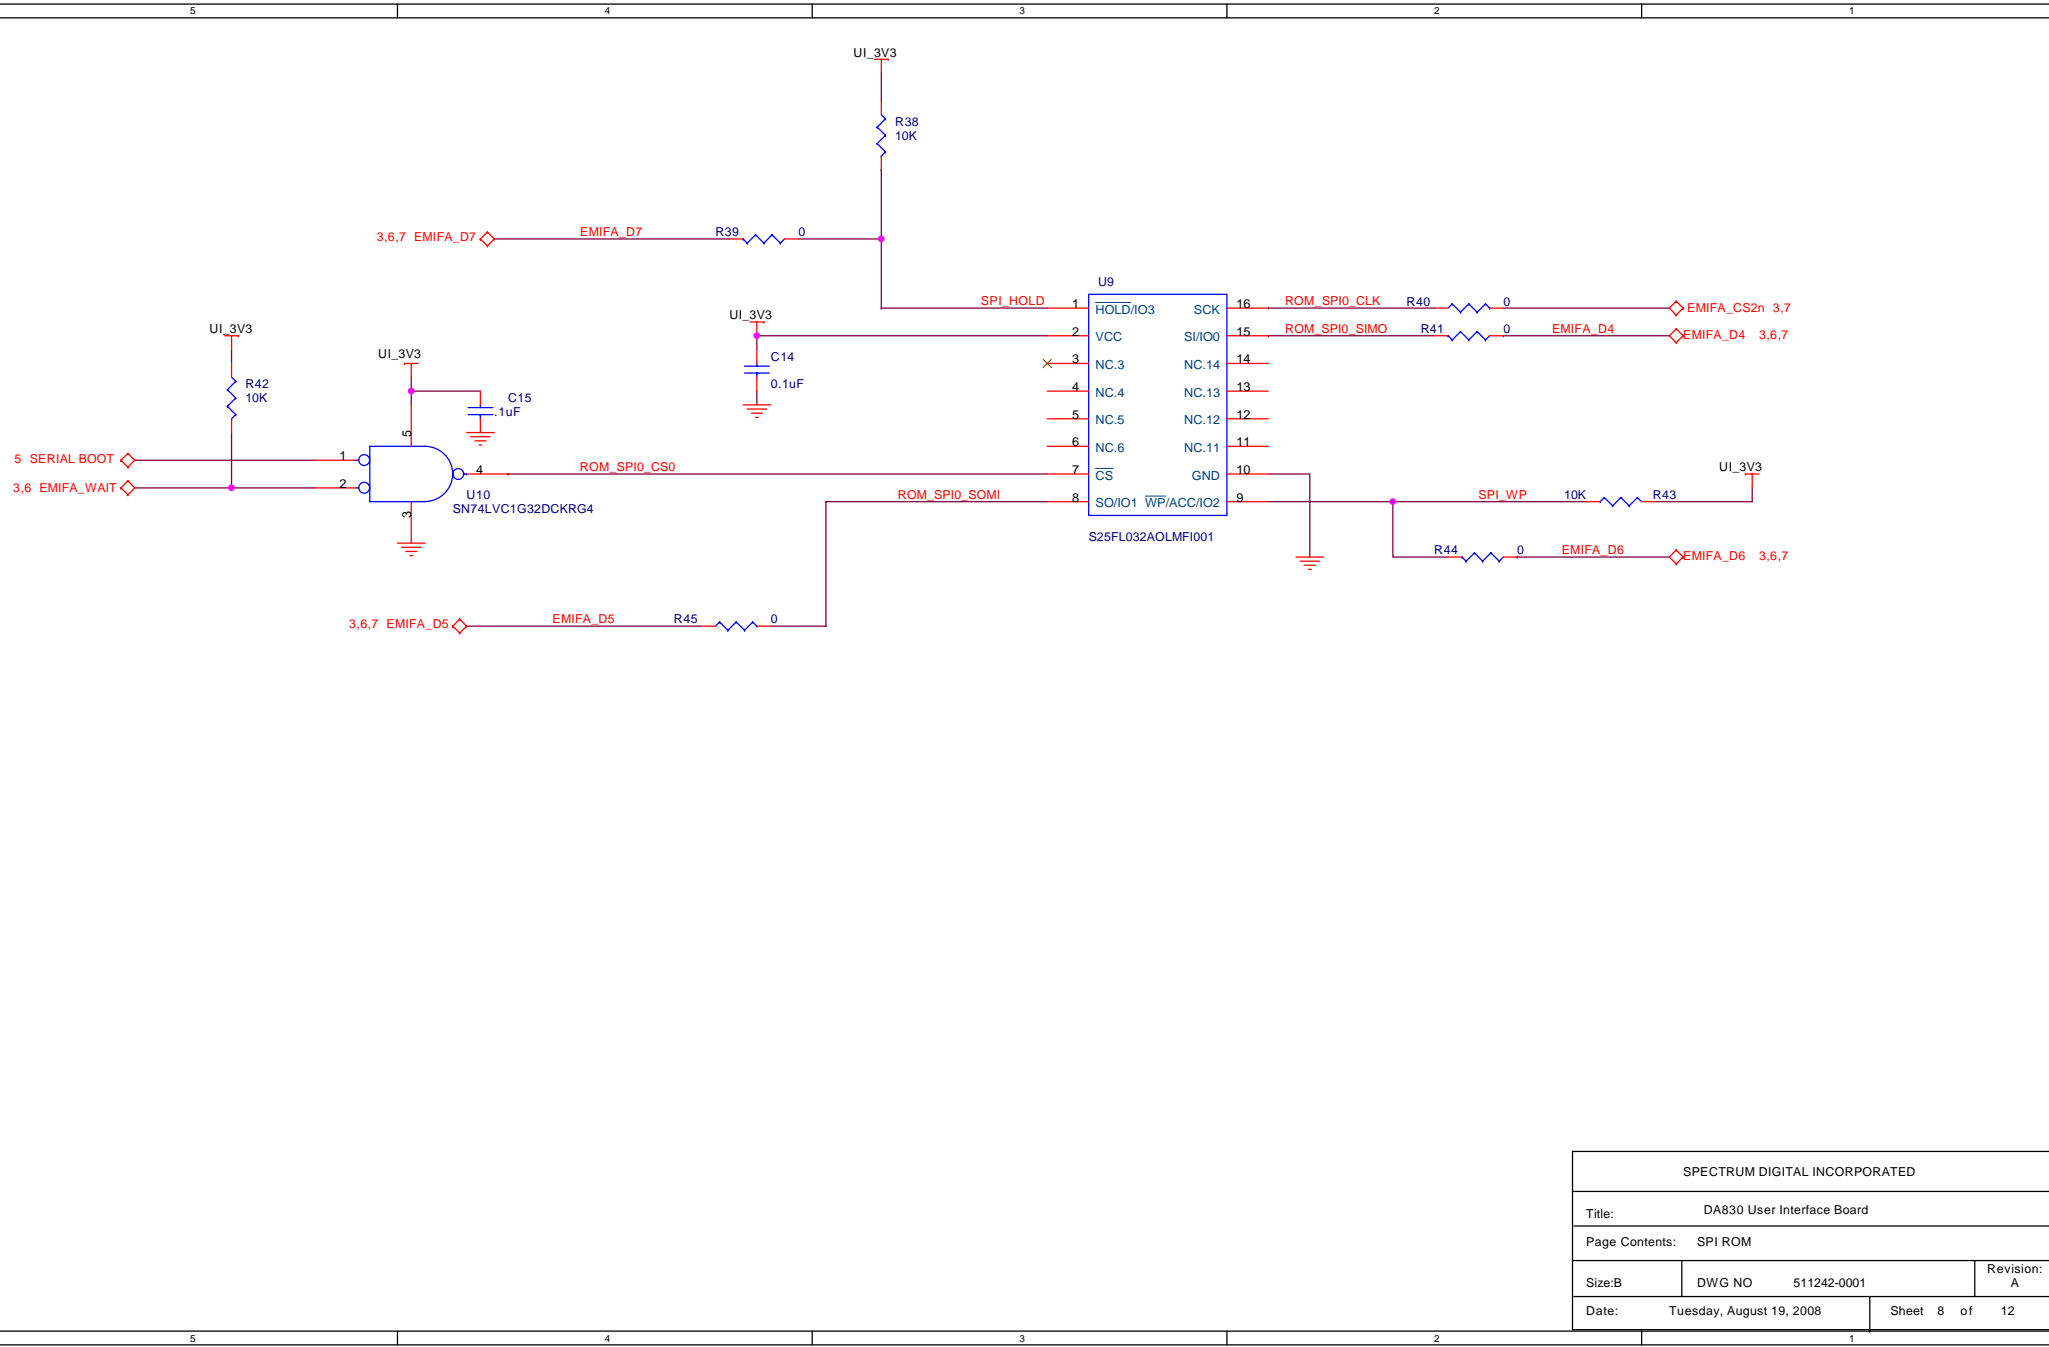 5 4 3 2 1
UI_3V3
R38
10K
3,6,7 EMIFA_D7 EMIFA_D7 R39 0
U9
SPI_HOLD 1 HOLD/IO3 SCK 16 ROM_SPI0_CLK R40 0 EMIFA_CS2n 3,7
UI_3V3
2 VCC SI/IO0 15 ROM_SPI0_SIMO R41 0 EMIFA_D4 EMIFA_D4 3,6,7
C14
0.1uF
3 NC.3 NC.14 14
4 NC.4 NC.13 13
5 NC.5 NC.12 12
6 NC.6 NC.11 11
UI_3V3
R42
10K
UI_3V3
C15
.1uF
5
5 SERIAL BOOT 1
3,6 EMIFA_WAIT 2
4 ROM_SPI0_CS0 7 CS GND 10
U10
SN74LVC1G32DCKRG4
3
ROM_SPI0_SOMI 8 SO/IO1 WP/ACC/IO2 9 SPI_WP 10K R43
UI_3V3
S25FL032AOLMFI001
R44 0 EMIFA_D6 EMIFA_D6 3,6,7
3,6,7 EMIFA_D5 EMIFA_D5 R45 0
SPECTRUM DIGITAL INCORPORATED
Title: DA830 User Interface Board
Page Contents: SPI ROM
Size:B DWG NO 511242-0001 Revision:
A
Date: Tuesday, August 19, 2008 Sheet 8 of 12
5 4 3 2 1